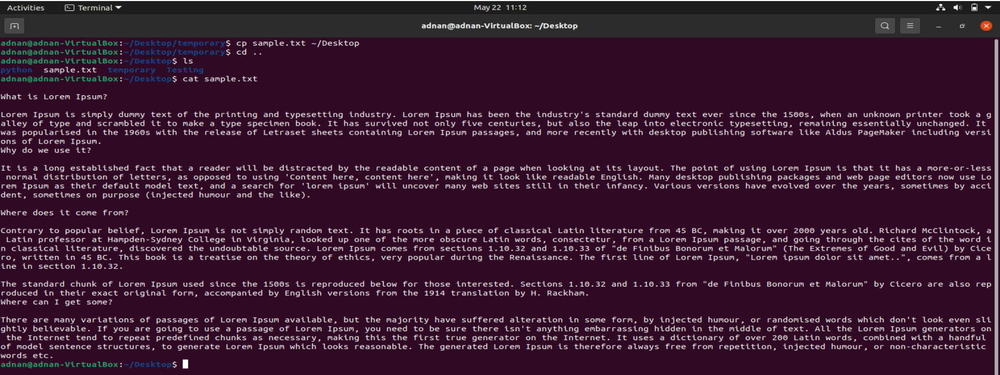 Activities Terminal May 22 11:12
adnan@adnan-VirtualBox: ~/Desktop
adnan@adnan-VirtualBox:~/Desktop/temporary$ cp sample.txt ~/Desktop
adnan@adnan-VirtualBox:~/Desktop/temporary$ cd ..
adnan@adnan-VirtualBox:~/Desktop$ ls
python sample.txt temporary Testing
adnan@adnan-VirtualBox:~/Desktop$ cat sample.txt
What is Lorem Ipsum?
Lorem Ipsum is simply dummy text of the printing and typesetting industry. Lorem Ipsum has been the industry's standard dummy text ever since the 1500s, when an unknown printer took a g
alley of type and scrambled it to make a type specimen book. It has survived not only five centuries, but also the leap into electronic typesetting, remaining essentially unchanged. It
was popularised in the 1960s with the release of Letraset sheets containing Lorem Ipsum passages, and more recently with desktop publishing software like Aldus PageMaker including versi
ons of Lorem Ipsum.
Why do we use it?
It is a long established fact that a reader will be distracted by the readable content of a page when looking at its layout. The point of using Lorem Ipsum is that it has a more-or-less
normal distribution of letters, as opposed to using 'Content here, content here', making it look like readable English. Many desktop publishing packages and web page editors now use Lo
rem Ipsum as their default model text, and a search for 'lorem ipsum' will uncover many web sites still in their infancy. Various versions have evolved over the years, sometimes by acci
dent, sometimes on purpose (injected humour and the like).
Where does it come from?
Contrary to popular belief, Lorem Ipsum is not simply random text. It has roots in a piece of classical Latin literature from 45 BC, making it over 2000 years old. Richard McClintock, a
Latin professor at Hampden-Sydney College in Virginia, looked up one of the more obscure Latin words, consectetur, from a Lorem Ipsum passage, and going through the cites of the word i
n classical literature, discovered the undoubtable source. Lorem Ipsum comes from sections 1.10.32 and 1.10.33 of "de Finibus Bonorum et Malorum" (The Extremes of Good and Evil) by Cice
ro, written in 45 BC. This book is a treatise on the theory of ethics, very popular during the Renaissance. The first line of Lorem Ipsum, "Lorem ipsum dolor sit amet..", comes from a l
ine in section 1.10.32.
The standard chunk of Lorem Ipsum used since the 1500s is reproduced below for those interested. Sections 1.10.32 and 1.10.33 from "de Finibus Bonorum et Malorum" by Cicero are also rep
roduced in their exact original form, accompanied by English versions from the 1914 translation by H. Rackham.
Where can I get some?
There are many variations of passages of Lorem Ipsum available, but the majority have suffered alteration in some form, by injected humour, or randomised words which don't look even sli
ghtly believable. If you are going to use a passage of Lorem Ipsum, you need to be sure there isn't anything embarrassing hidden in the middle of text. All the Lorem Ipsum generators on
the Internet tend to repeat predefined chunks as necessary, making this the first true generator on the Internet. It uses a dictionary of over 200 Latin words, combined with a handful
of model sentence structures, to generate Lorem Ipsum which looks reasonable. The generated Lorem Ipsum is therefore always free from repetition, injected humour, or non-characteristic
words etc.
adnan@adnan-VirtualBox:~/Desktop$